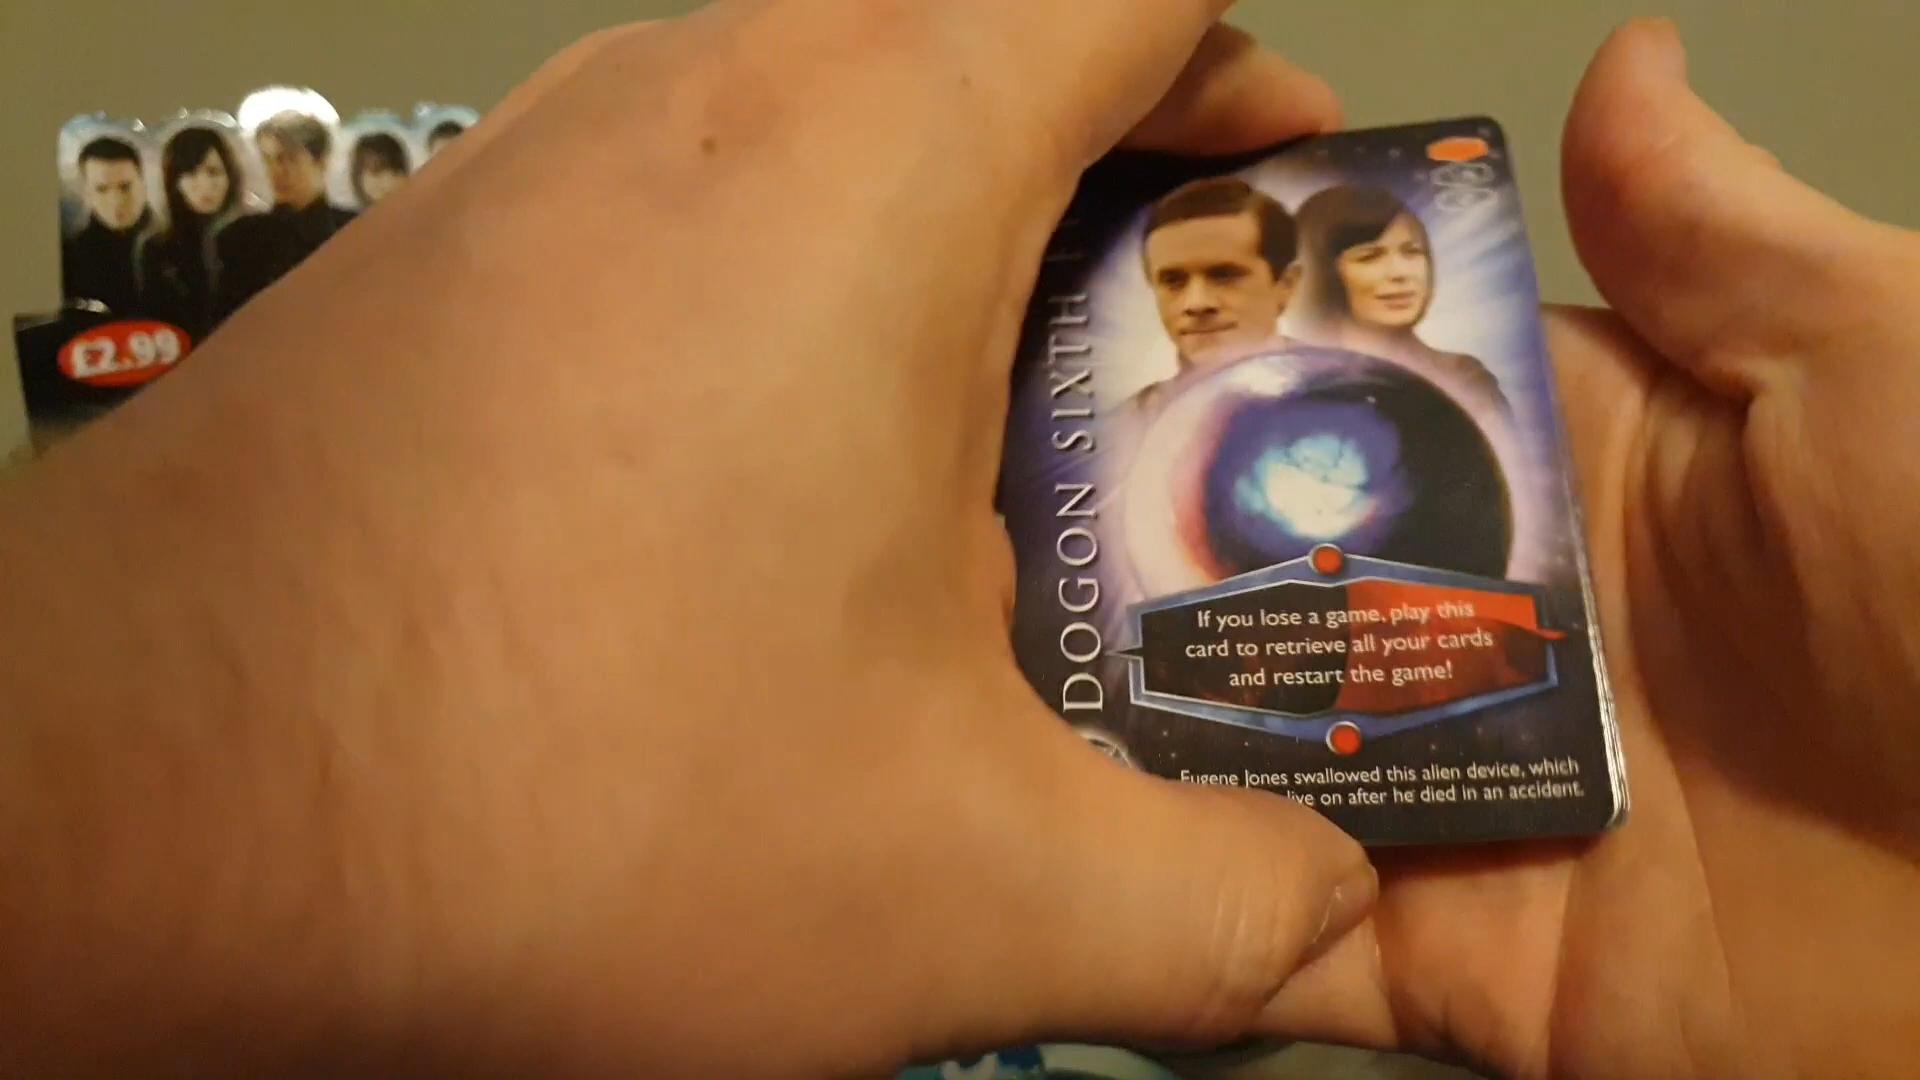 £2.99
DOGON SIXTH
If you lose a game, play this
card to retrieve all your cards
and restart the game!
Eugene Jones swallowed this alien device, which
live on after he died in an accident.